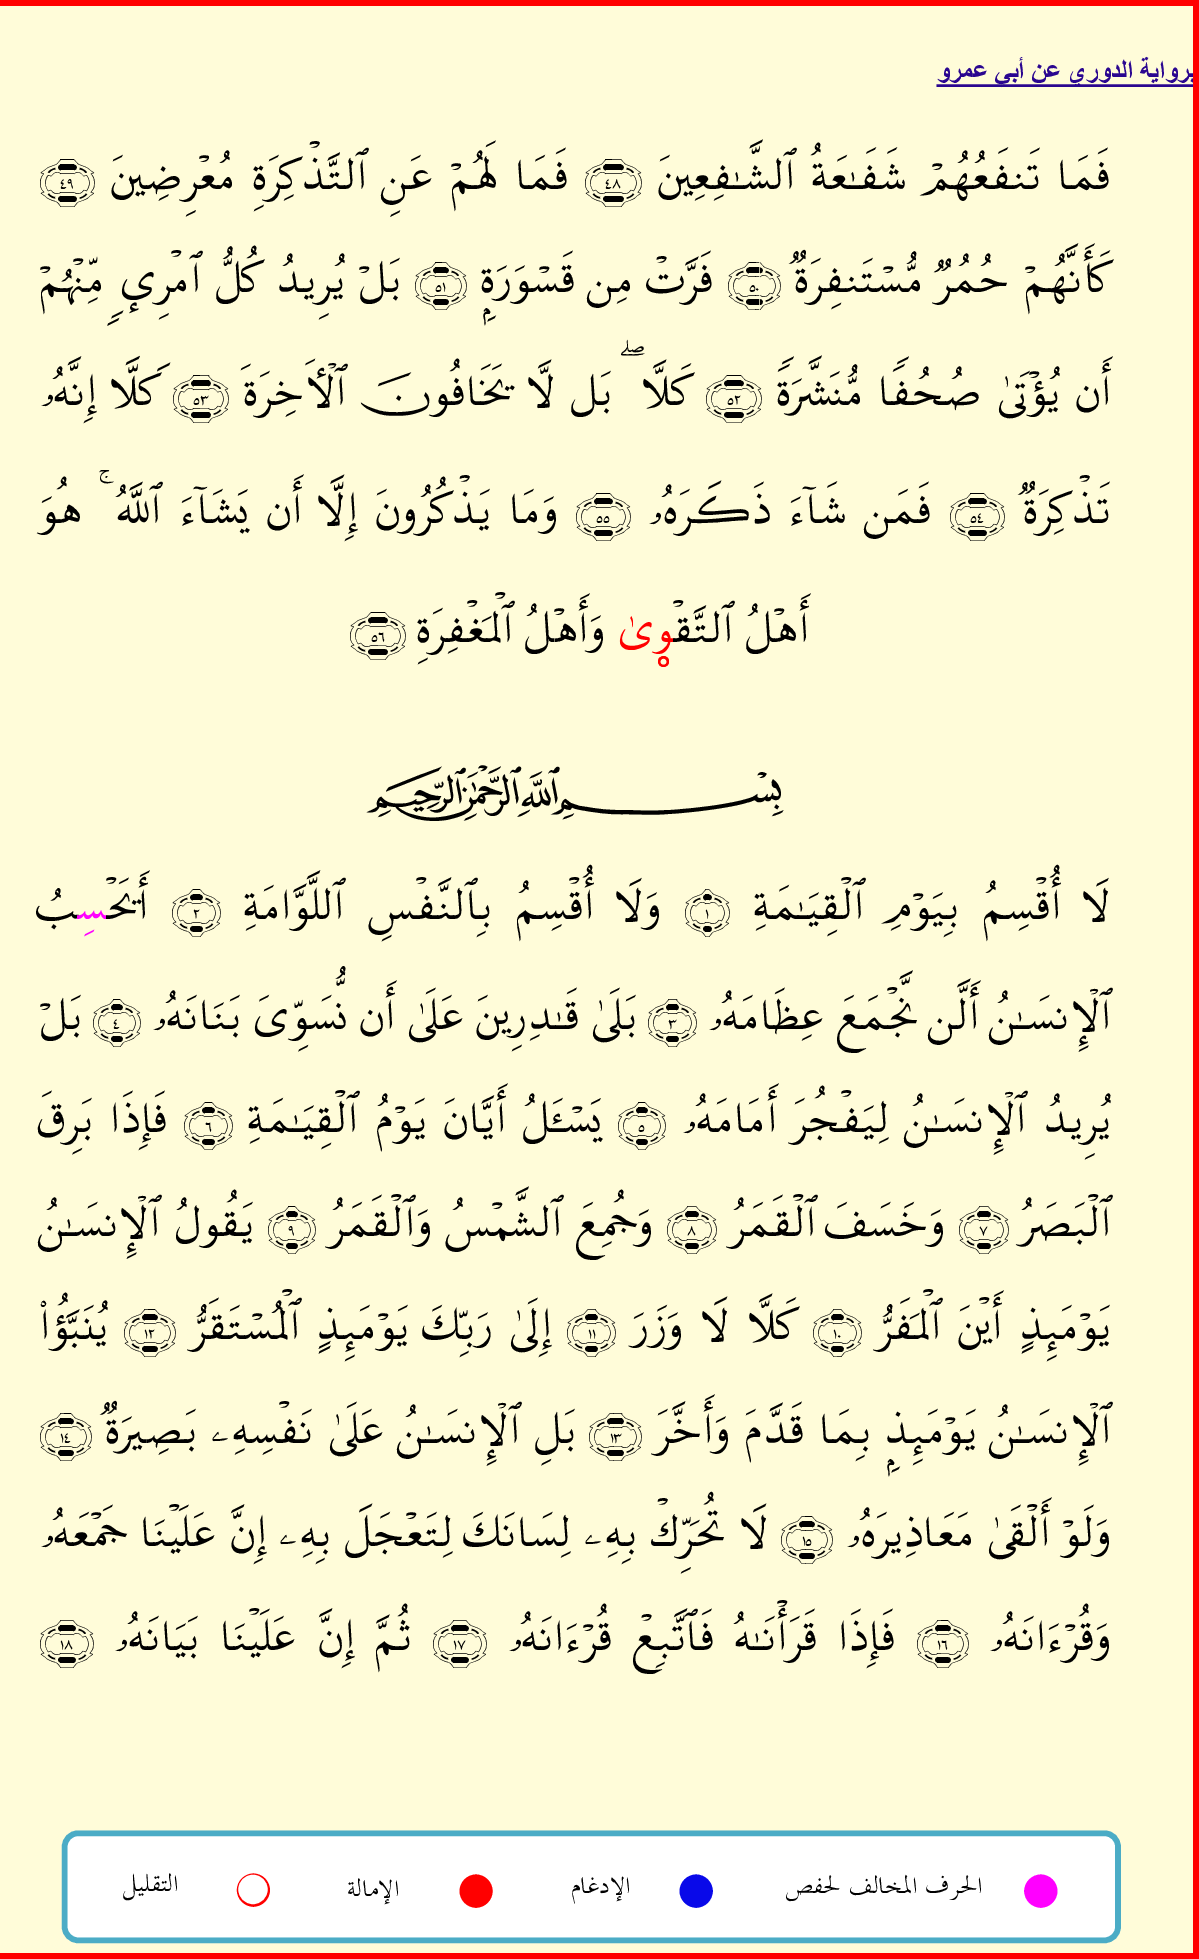 برواية الدوري عن أبي عمرو
فَمَا تَنفَعُهُمْ شَفَـٰعَةُ ٱلشَّـٰفِعِينَ ٤٨ فَمَا لَهُمْ عَنِ ٱلتَّذْكِرَةِ مُعْرِضِينَ ٤٩
كَأَنَّهُمْ حُمُرٌ مُّسْتَنفِرَةٌ ٥٠ فَرَّتْ مِن قَسْوَرَةٍۭ ٥١ بَلْ يُرِيدُ كُلُّ ٱمْرِيٍٕ مِّنْهُمْ
أَن يُؤْتَىٰ صُحُفًا مُّنَشَّرَةً ٥٢ كَلَّا ۖ بَل لَّا يَخَافُونَ ٱلْأَخِرَةَ ٥٣ كَلَّا إِنَّهُۥ
تَذْكِرَةٌ ٥٤ فَمَن شَآءَ ذَكَرَهُۥ ٥٥ وَمَا يَذْكُرُونَ إِلَّا أَن يَشَآءَ ٱللَّهُ ۚ هُوَ
أَهْلُ ٱلتَّقْوٜىٰ وَأَهْلُ ٱلْمَغْفِرَةِ ٥٦
بِسْمِ ٱللَّهِ ٱلرَّحْمَـٰنِ ٱلرَّحِيمِ
لَا أُقْسِمُ بِيَوْمِ ٱلْقِيَـٰمَةِ ١ وَلَا أُقْسِمُ بِٱلنَّفْسِ ٱللَّوَّامَةِ ٢ أَيَحْسِبُ
ٱلْإِنسَـٰنُ أَلَّن نَّجْمَعَ عِظَامَهُۥ ٣ بَلَىٰ قَـٰدِرِينَ عَلَىٰ أَن نُّسَوِّىَ بَنَانَهُۥ ٤ بَلْ
يُرِيدُ ٱلْإِنسَـٰنُ لِيَفْجُرَ أَمَامَهُۥ ٥ يَسْـَٔلُ أَيَّانَ يَوْمُ ٱلْقِيَـٰمَةِ ٦ فَإِذَا بَرِقَ
ٱلْبَصَرُ ٧ وَخَسَفَ ٱلْقَمَرُ ٨ وَجُمِعَ ٱلشَّمْسُ وَٱلْقَمَرُ ٩ يَقُولُ ٱلْإِنسَـٰنُ
يَوْمَئِذٍ أَيْنَ ٱلْمَفَرُّ ١٠ كَلَّا لَا وَزَرَ ١١ إِلَىٰ رَبِّكَ يَوْمَئِذٍ ٱلْمُسْتَقَرُّ ١٢ يُنَبَّؤُاْ
ٱلْإِنسَـٰنُ يَوْمَئِذٍۭ بِمَا قَدَّمَ وَأَخَّرَ ١٣ بَلِ ٱلْإِنسَـٰنُ عَلَىٰ نَفْسِهِۦ بَصِيرَةٌ ١٤
وَلَوْ أَلْقَىٰ مَعَاذِيرَهُۥ ١٥ لَا تُحَرِّكْ بِهِۦ لِسَانَكَ لِتَعْجَلَ بِهِۦ إِنَّ عَلَيْنَا جَمْعَهُۥ
وَقُرْءَانَهُۥ ١٦ فَإِذَا قَرَأْنَـٰهُ فَٱتَّبِعْ قُرْءَانَهُۥ ١٧ ثُمَّ إِنَّ عَلَيْنَا بَيَانَهُۥ ١٨
الحرف المخالف لحفص الإدغام الإمالة التقليل